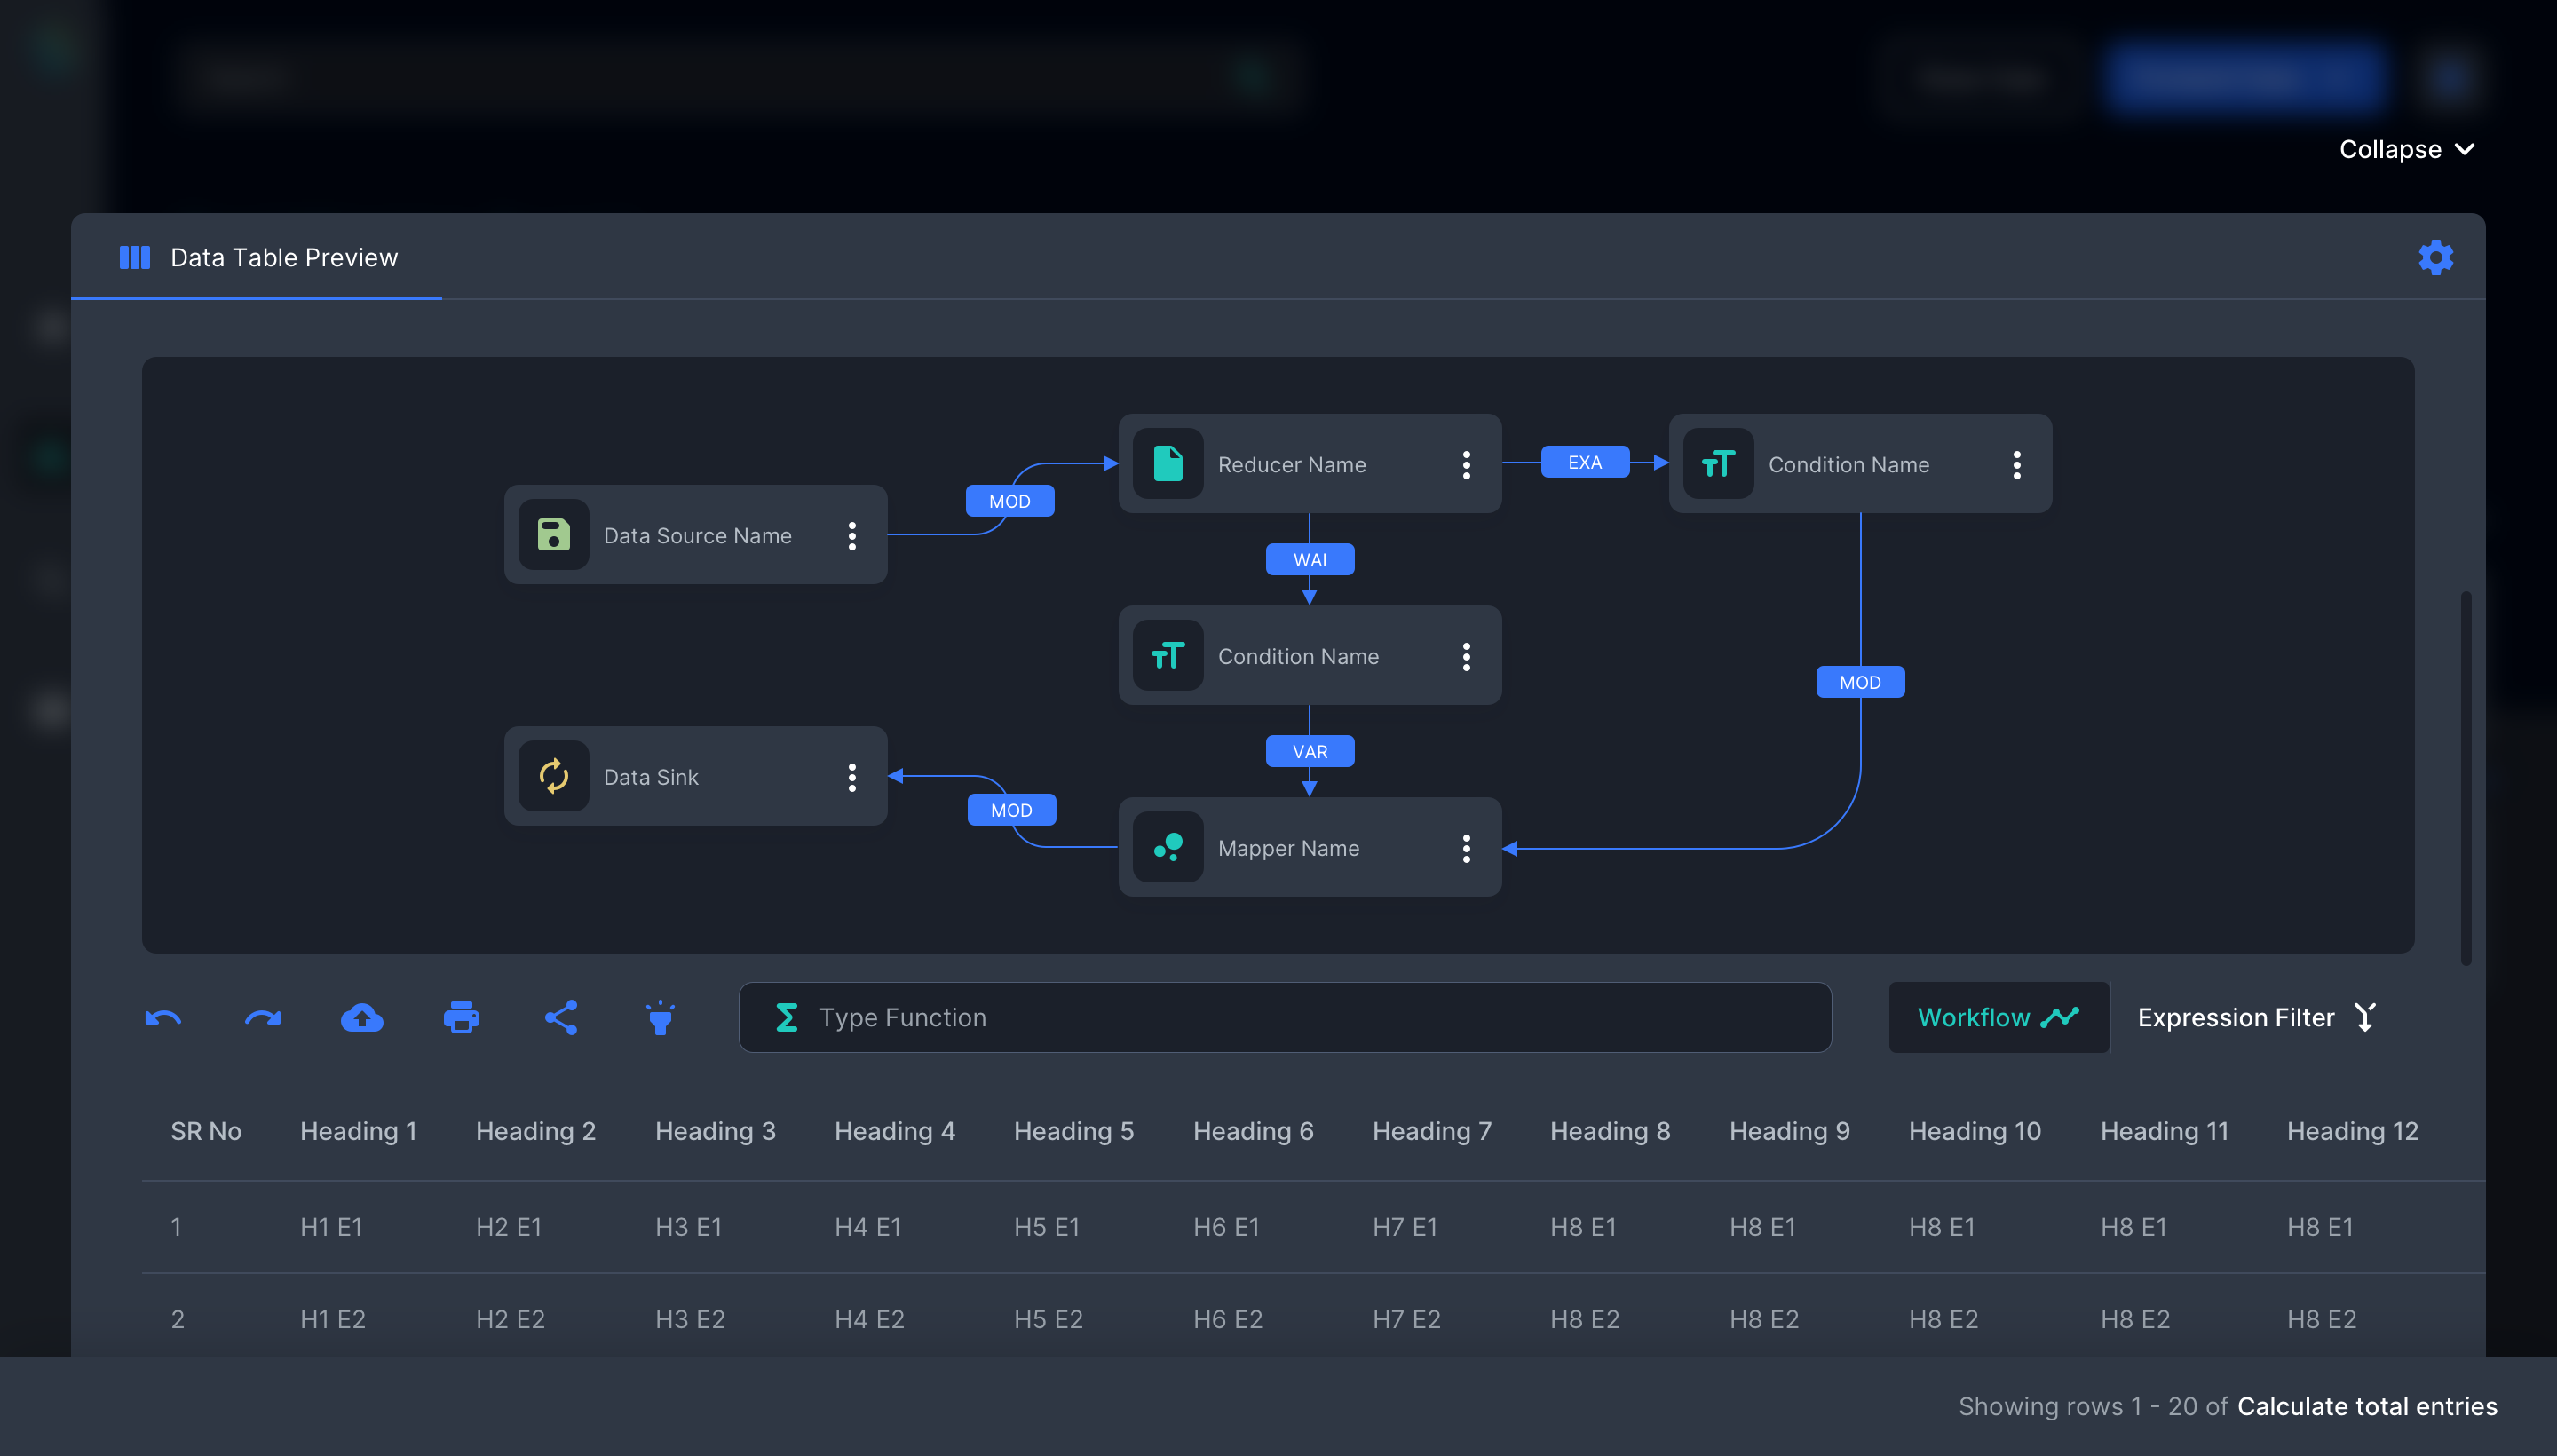 Collapse
Data Table Preview
Reducer Name
EXA
Condition Name
MOD
Data Source Name
WAI
Condition Name
MOD
VAR
Data Sink
MOD
Mapper Name
Type Function
Workflow
Expression Filter
SR No Heading 1 Heading 2 Heading 3 Heading 4 Heading 5 Heading 6 Heading 7 Heading 8 Heading 9 Heading 10 Heading 11 Heading 12
1 H1 E1 H2 E1 H3 E1 H4 E1 H5 E1 H6 E1 H7 E1 H8 E1 H8 E1 H8 E1 H8 E1 H8 E1
2 H1 E2 H2 E2 H3 E2 H4 E2 H5 E2 H6 E2 H7 E2 H8 E2 H8 E2 H8 E2 H8 E2 H8 E2
Showing rows 1 - 20 of Calculate total entries